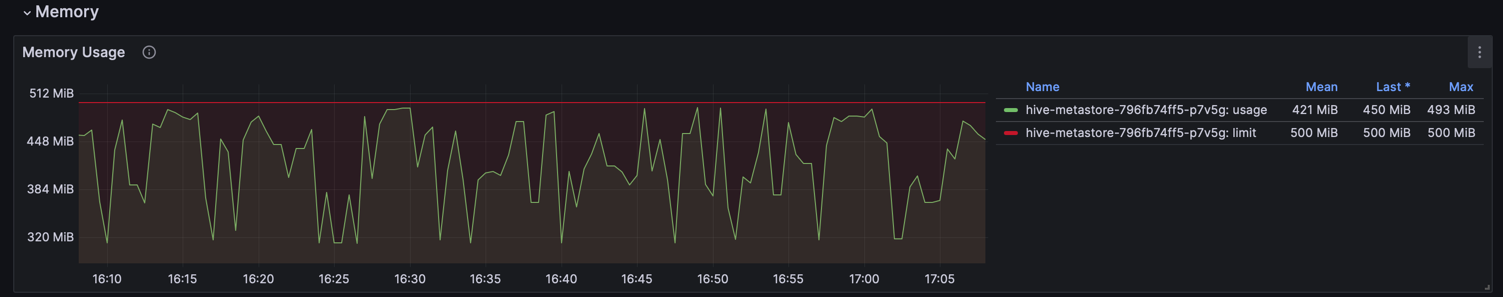 Memory
Memory Usage
Name Mean Last * Max
hive-metastore-796fb74ff5-p7v5g: usage 421 MiB 450 MiB 493 MiB
hive-metastore-796fb74ff5-p7v5g: limit 500 MiB 500 MiB 500 MiB
512 MiB
448 MiB
384 MiB
320 MiB
16:10 16:15 16:20 16:25 16:30 16:35 16:40 16:45 16:50 16:55 17:00 17:05